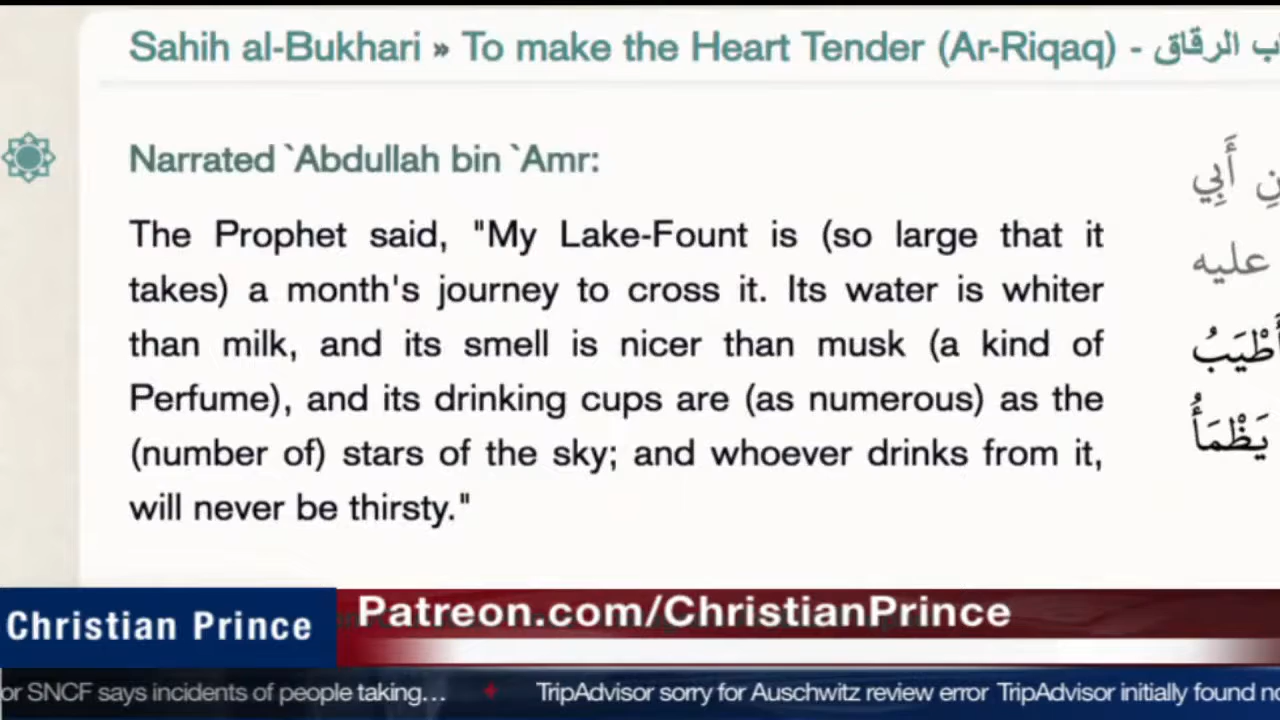 Sahih al-Bukhari » To make the Heart Tender (Ar-Riqaq) - ب الرقاق
Narrated `Abdullah bin `Amr:
The Prophet said, "My Lake-Fount is (so large that it
takes) a month's journey to cross it. Its water is whiter
than milk, and its smell is nicer than musk (a kind of
Perfume), and its drinking cups are (as numerous) as the
(number of) stars of the sky; and whoever drinks from it,
will never be thirsty."
أَبِي
عليه
أَطْيَبُ
يَظْمَأُ
Christian Prince
Patreon.com/ChristianPrince
or SNCF says incidents of people taking... TripAdvisor sorry for Auschwitz review error TripAdvisor initially found